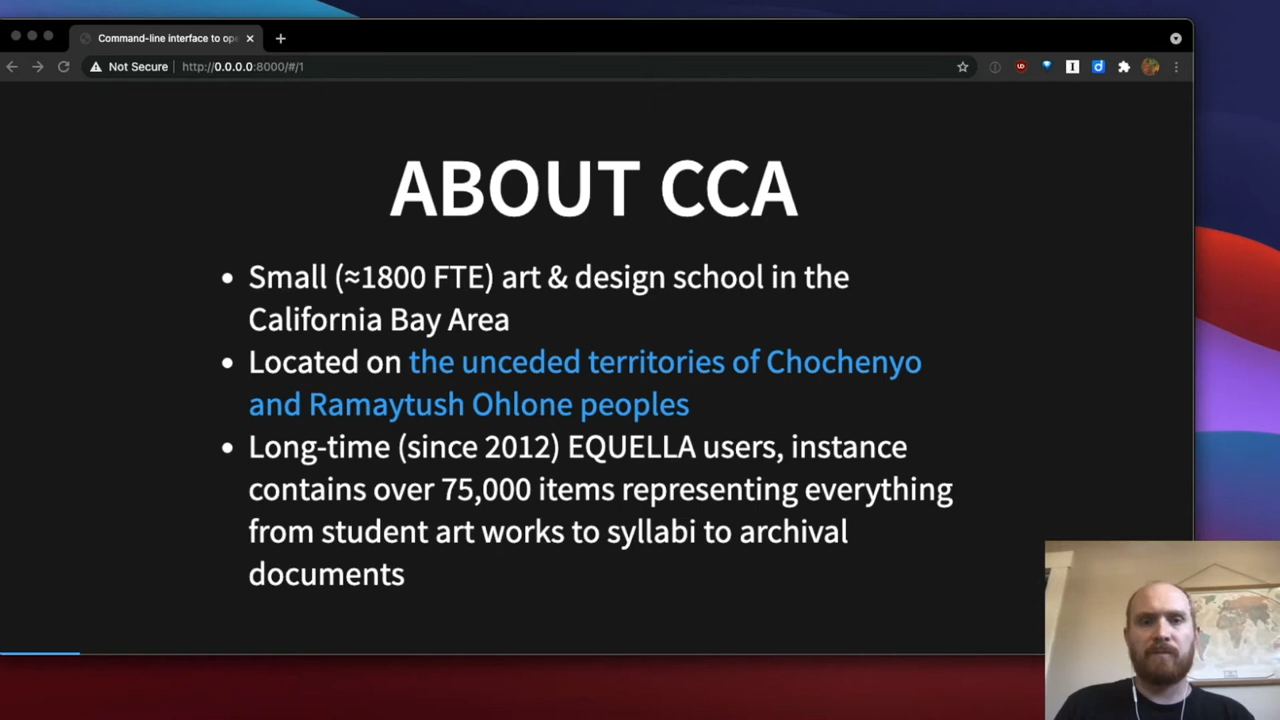 Command-line interface to ope
Not Secure http://0.0.0.0:8000/#/1
ABOUT CCA
• Small (≈1800 FTE) art & design school in the
California Bay Area
• Located on the unceded territories of Chochenyo
and Ramaytush Ohlone peoples
• Long-time (since 2012) EQUELLA users, instance
contains over 75,000 items representing everything
from student art works to syllabi to archival
documents